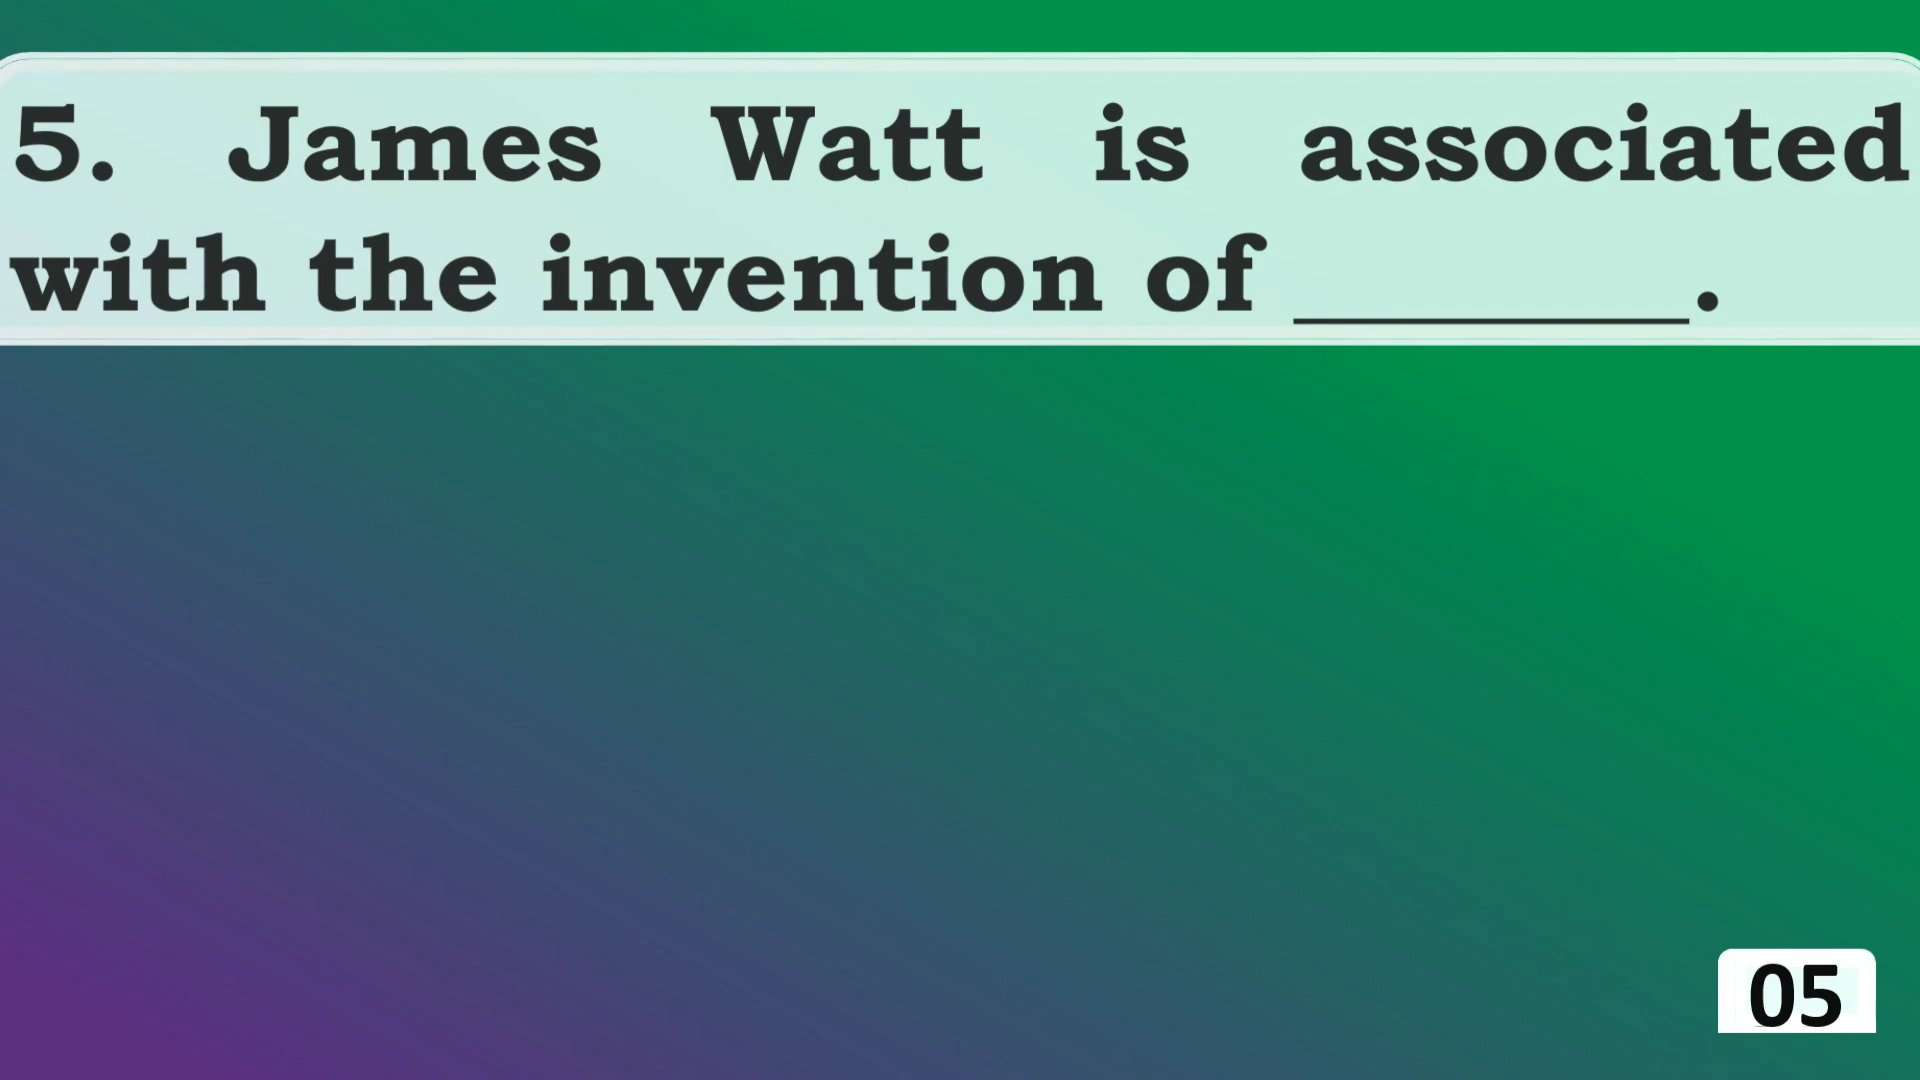 5. James Watt is associated
with the invention of ________.
05